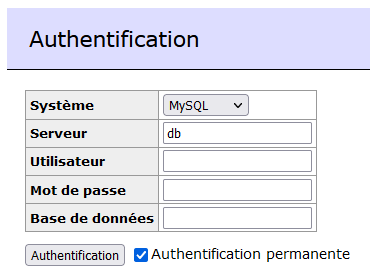 Authentification
Système MySQL
Serveur db
Utilisateur
Mot de passe
Base de données
Authentification Authentification permanente